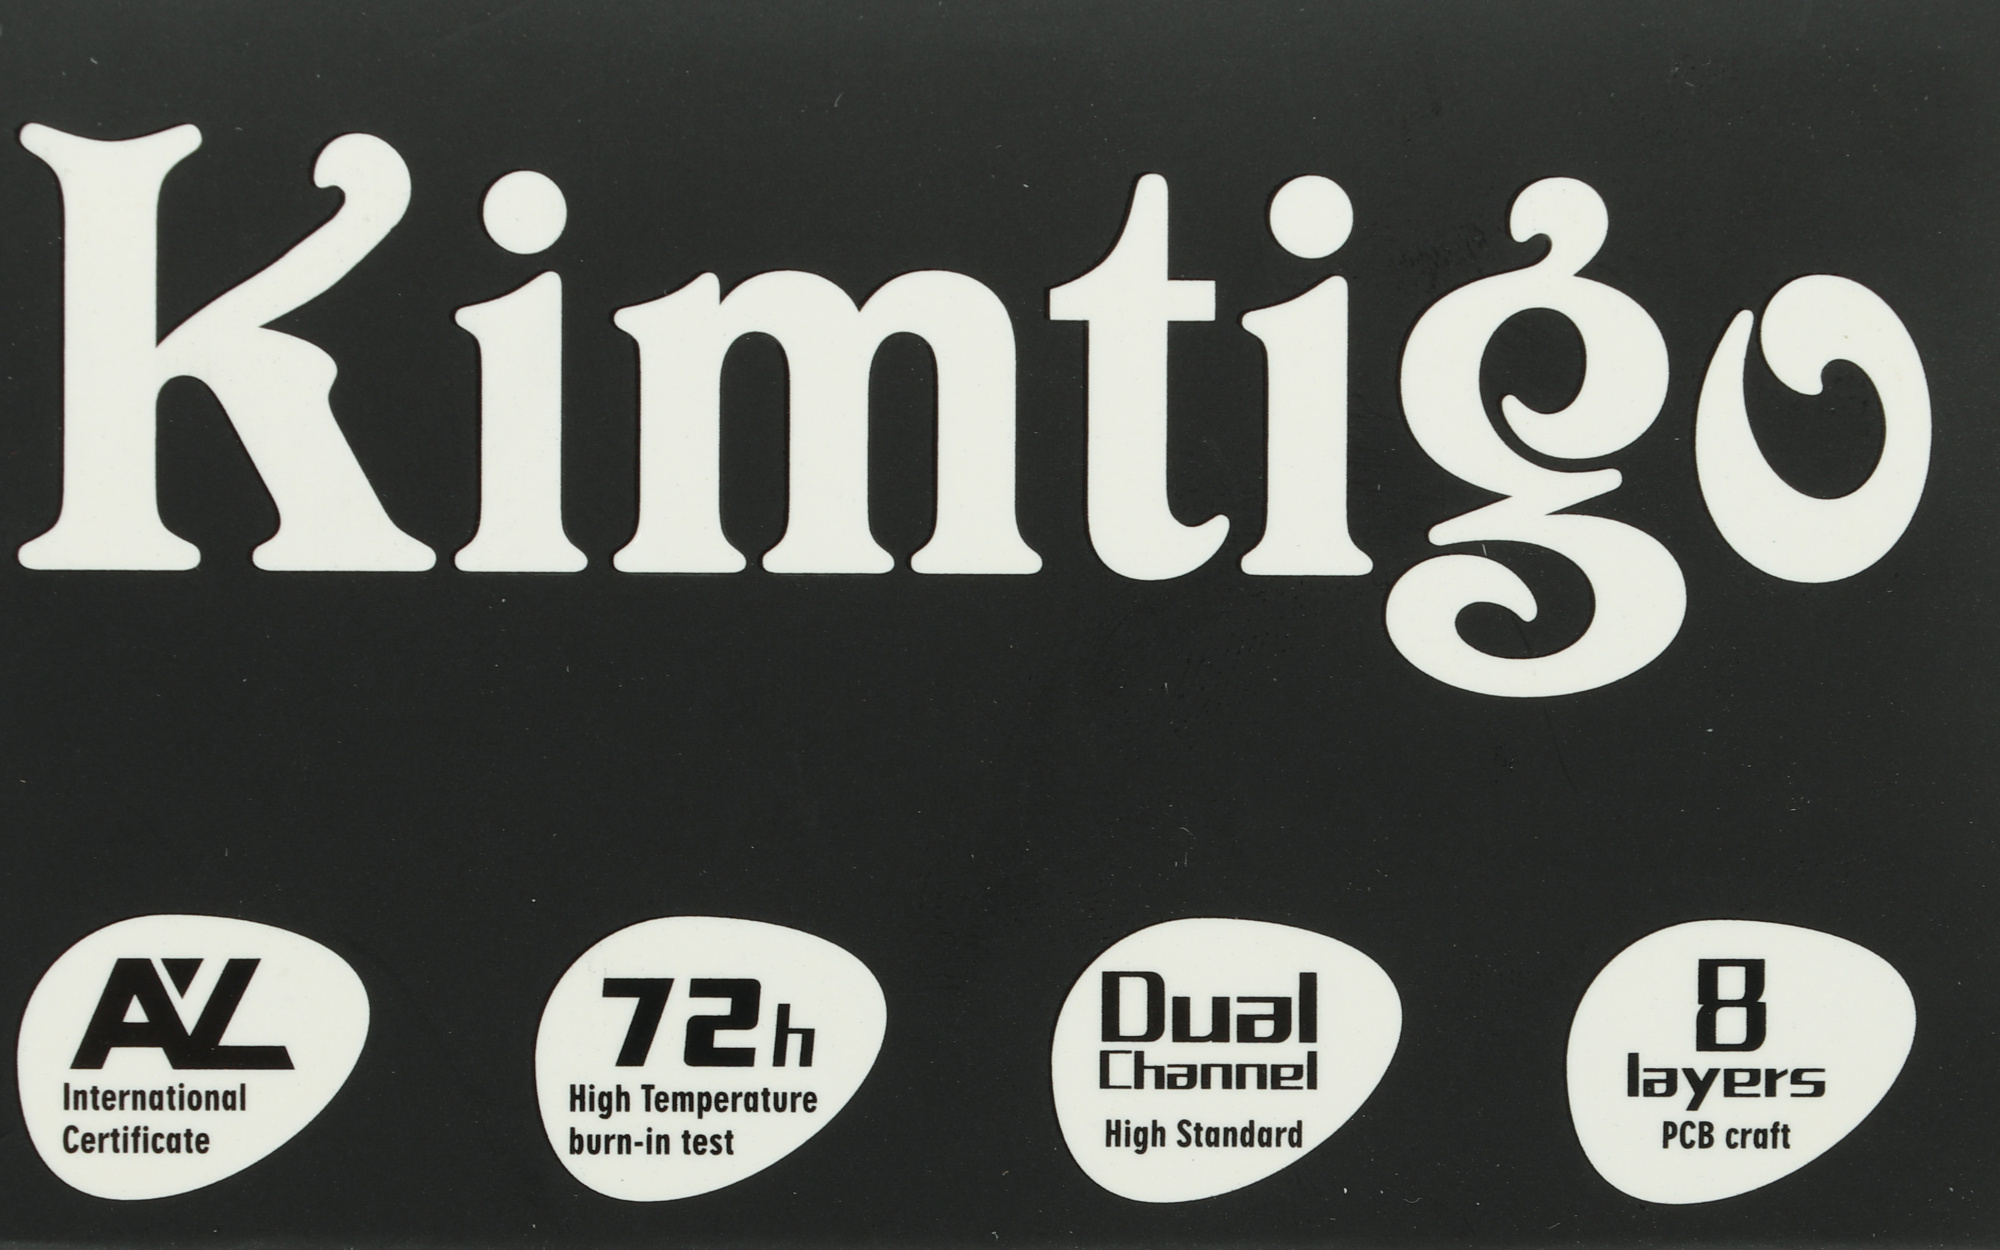 Kimtigo
AVL
International
Certificate
72h
High Temperature
burn-in test
Dual
Channel
High Standard
8
layers
PCB craft